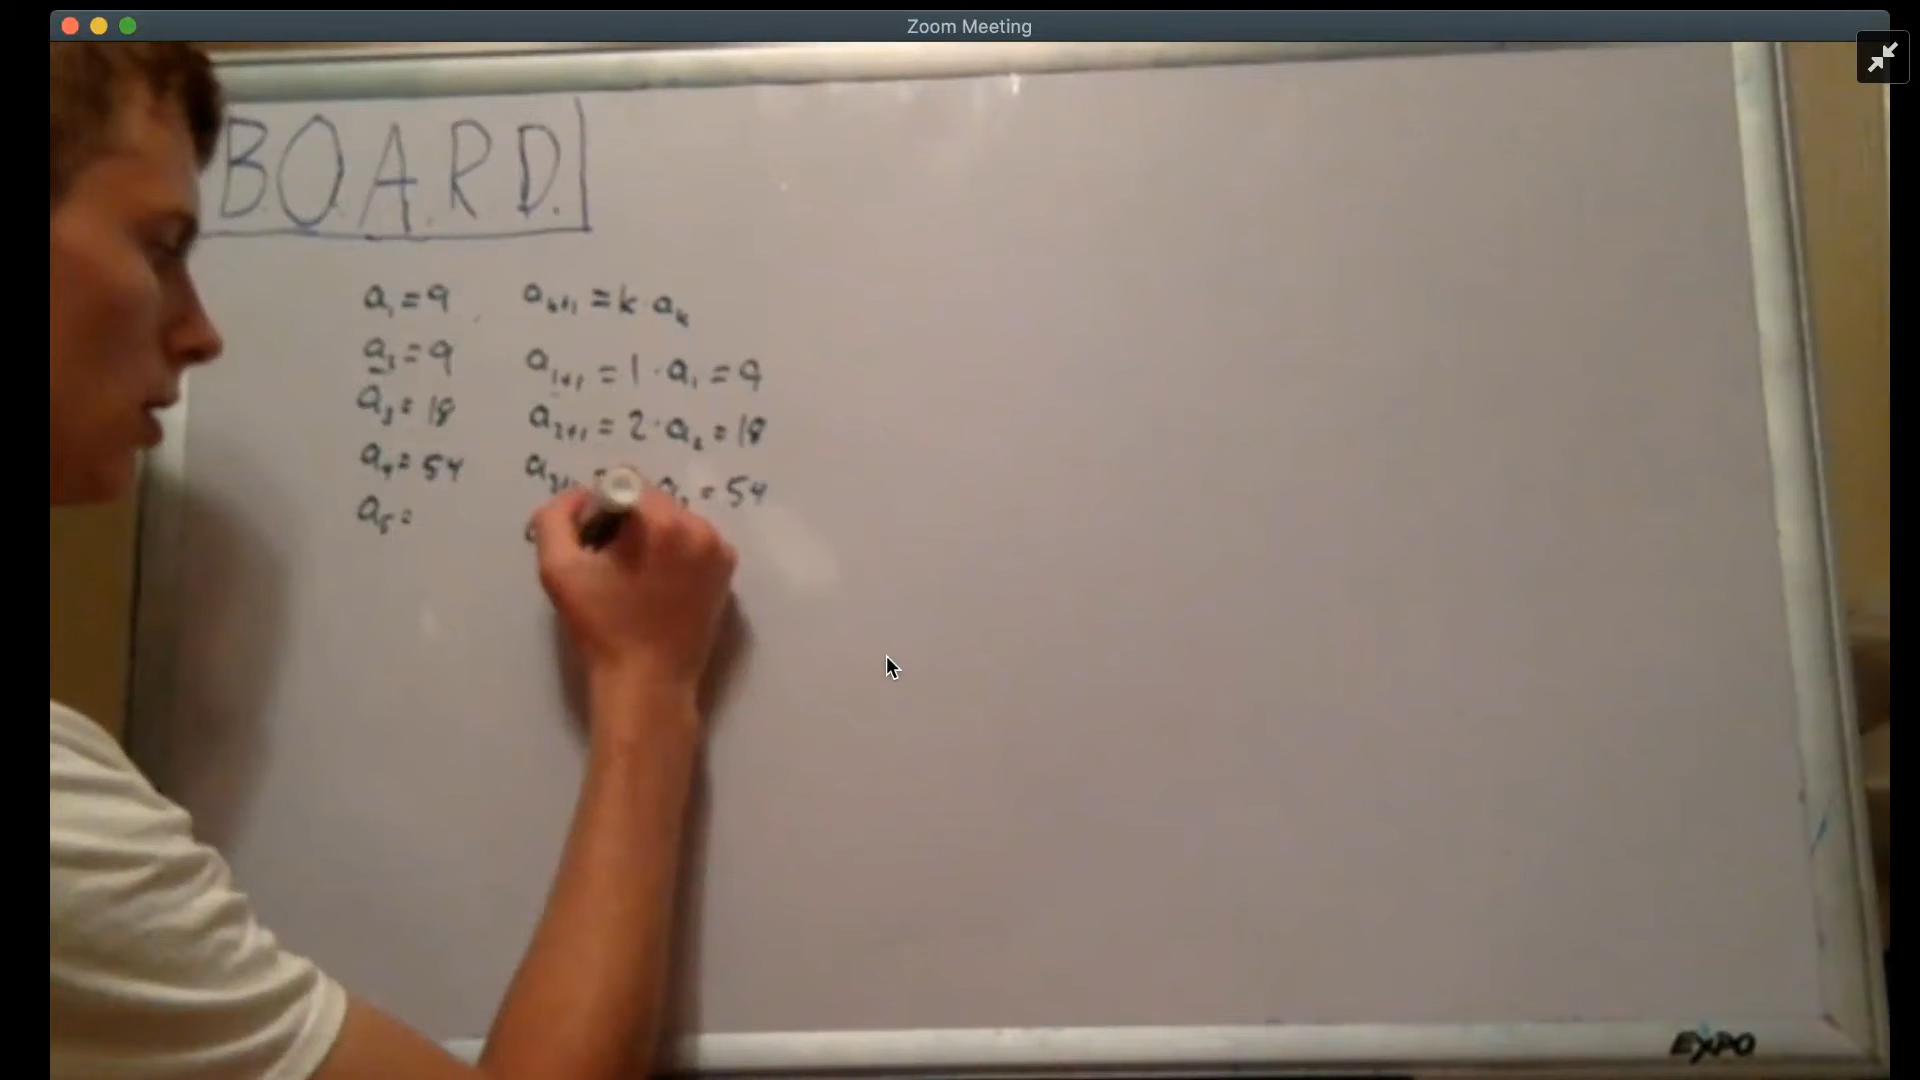 Zoom Meeting
B.O.A.R.D.
a₁ = 9 aₖ₊₁ = k · aₖ
a₂ = 9 a₁₊₁ = 1 · a₁ = 9
a₃ = 18 a₂₊₁ = 2 · a₂ = 18
a₄ = 54 = 54
a₅ =
EXPO